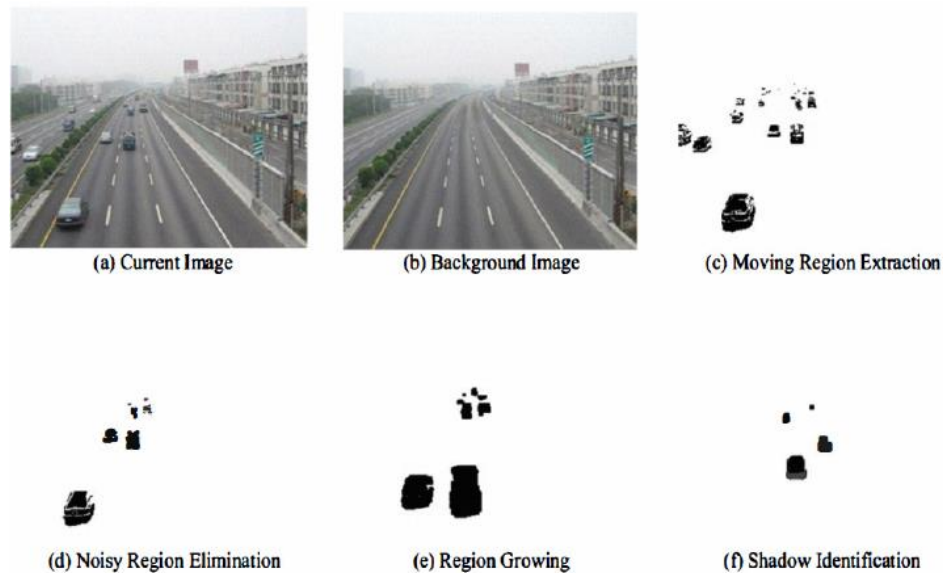 (a) Current Image
(b) Background Image
(c) Moving Region Extraction
(d) Noisy Region Elimination
(e) Region Growing
(f) Shadow Identification